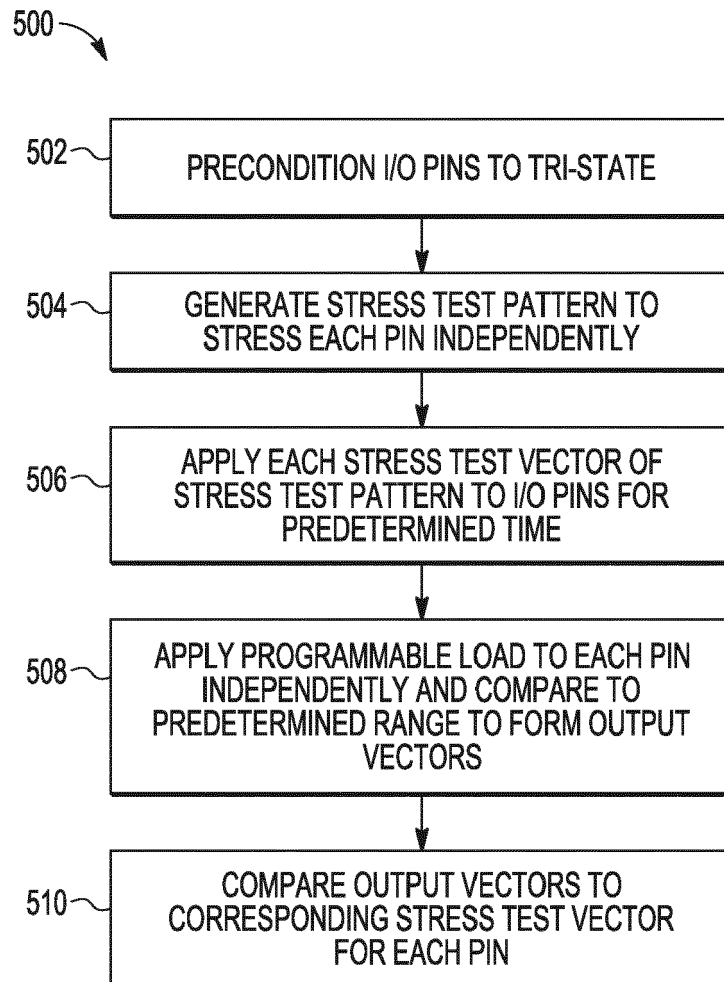 500
502
PRECONDITION I/O PINS TO TRI-STATE
504
GENERATE STRESS TEST PATTERN TO
STRESS EACH PIN INDEPENDENTLY
506
APPLY EACH STRESS TEST VECTOR OF
STRESS TEST PATTERN TO I/O PINS FOR
PREDETERMINED TIME
508
APPLY PROGRAMMABLE LOAD TO EACH PIN
INDEPENDENTLY AND COMPARE TO
PREDETERMINED RANGE TO FORM OUTPUT
VECTORS
510
COMPARE OUTPUT VECTORS TO
CORRESPONDING STRESS TEST VECTOR
FOR EACH PIN